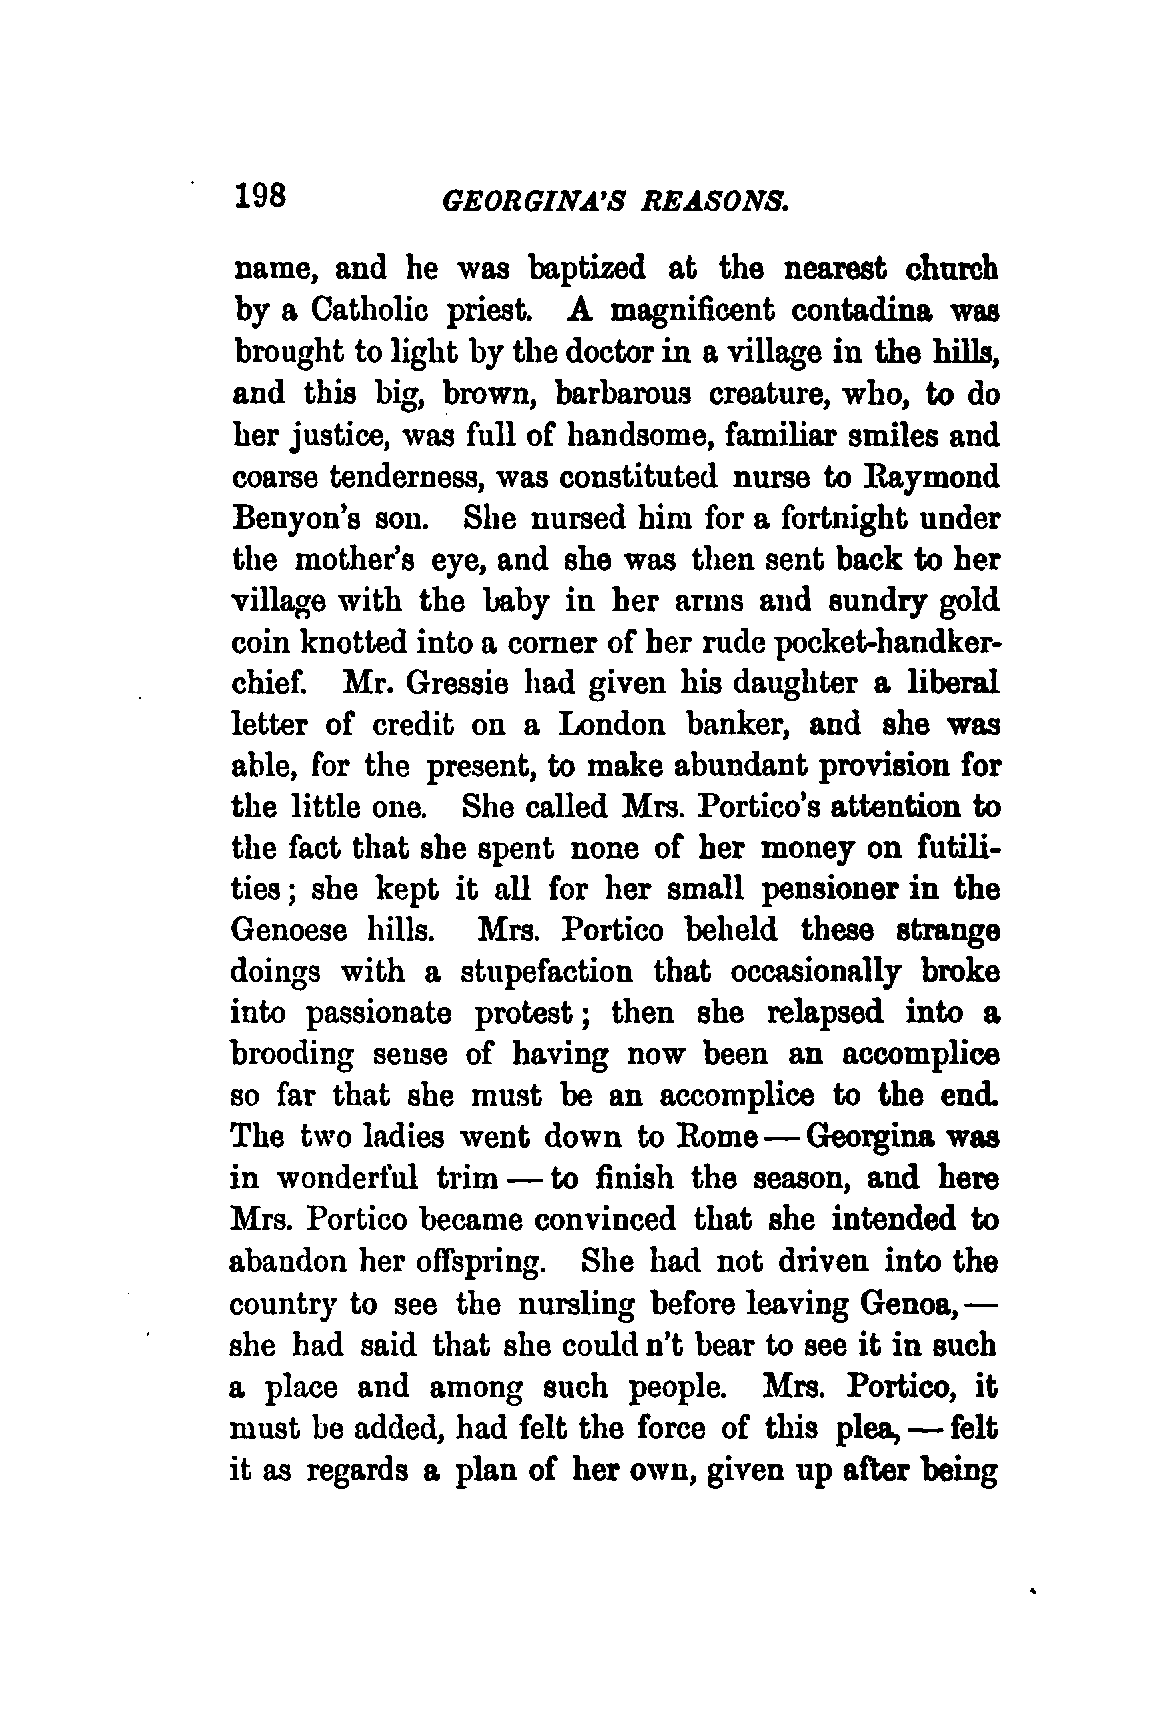 198 GEORGINA'S REASONS.
name, and he was baptized at the nearest church
by a Catholic priest. A magnificent contadina was
brought to light by the doctor in a village in the hills,
and this big, brown, barbarous creature, who, to do
her justice, was full of handsome, familiar smiles and
coarse tenderness, was constituted nurse to Raymond
Benyon's son. She nursed him for a fortnight under
the mother's eye, and she was then sent back to her
village with the baby in her arms and sundry gold
coin knotted into a corner of her rude pocket-handker-
chief. Mr. Gressie had given his daughter a liberal
letter of credit on a London banker, and she was
able, for the present, to make abundant provision for
the little one. She called Mrs. Portico's attention to
the fact that she spent none of her money on futili-
ties; she kept it all for her small pensioner in the
Genoese hills. Mrs. Portico beheld these strange
doings with a stupefaction that occasionally broke
into passionate protest; then she relapsed into a
brooding sense of having now been an accomplice
so far that she must be an accomplice to the end.
The two ladies went down to Rome — Georgina was
in wonderful trim — to finish the season, and here
Mrs. Portico became convinced that she intended to
abandon her offspring. She had not driven into the
country to see the nursling before leaving Genoa, —
she had said that she could n't bear to see it in such
a place and among such people. Mrs. Portico, it
must be added, had felt the force of this plea, — felt
it as regards a plan of her own, given up after being